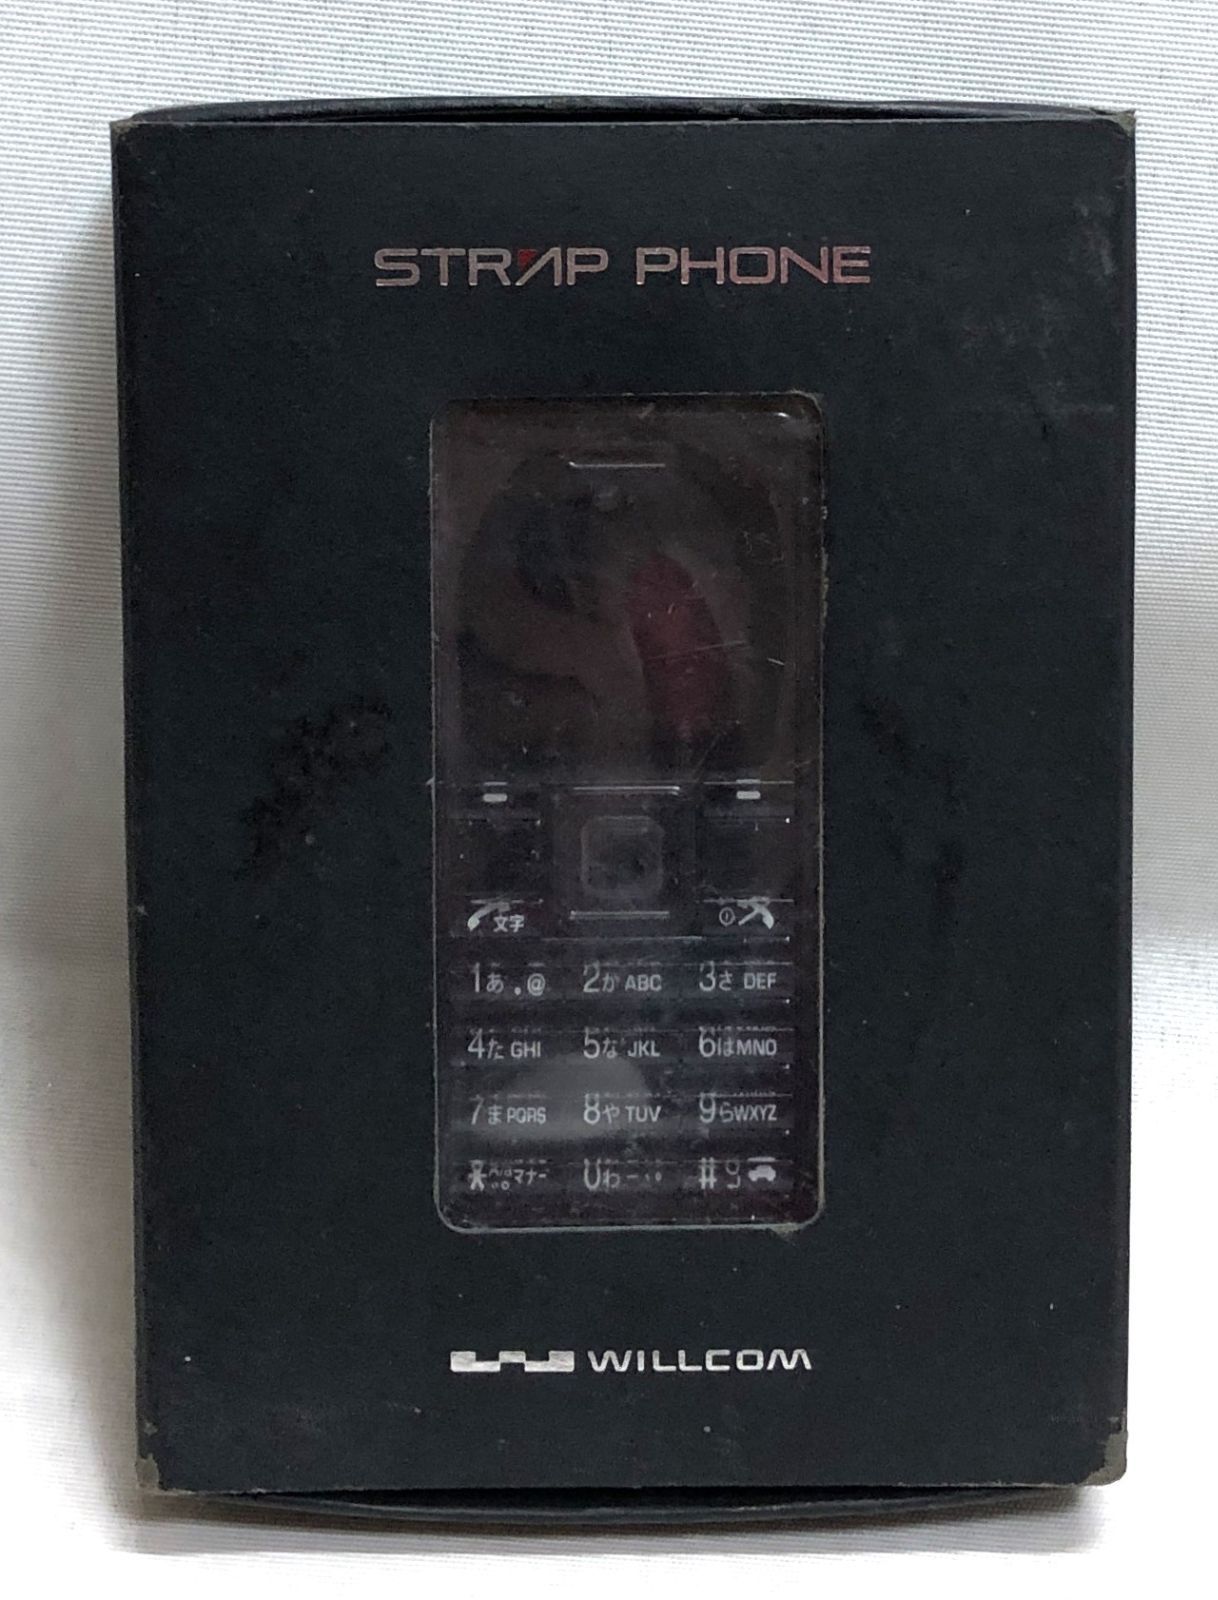 STRAP PHONE
文字
1あ.@ 2か ABC 3さ DEF
4た GHI 5な JKL 6は MNO
7ま PQRS 8や TUV 9ら WXYZ
* マナー 0わ #
WILLCOM